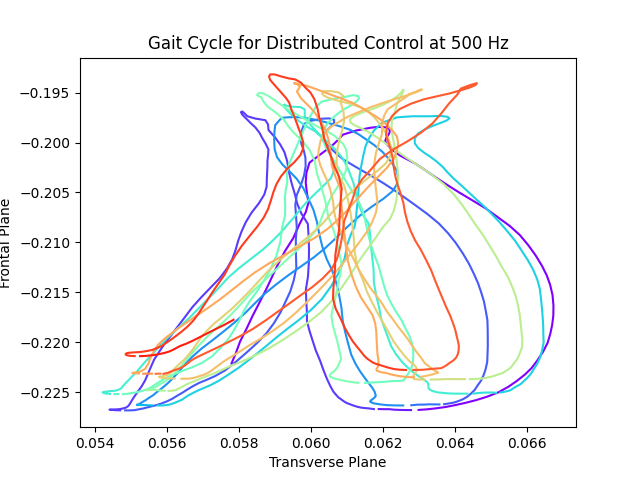 Gait Cycle for Distributed Control at 500 Hz
Frontal Plane
−0.195
−0.200
−0.205
−0.210
−0.215
−0.220
−0.225
0.054 0.056 0.058 0.060 0.062 0.064 0.066
Transverse Plane